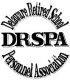 Delaware Retired School
DRSPA
Personnel Association